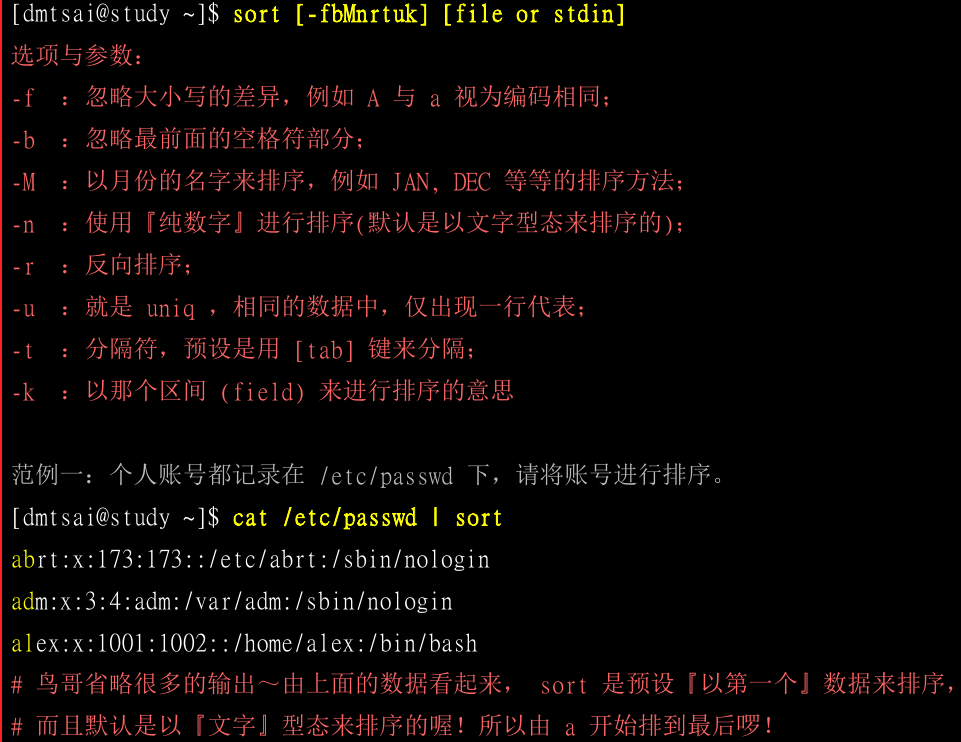 [dmtsai@study ~]$ sort [-fbMnrtuk] [file or stdin]
选项与参数:
-f  : 忽略大小写的差异, 例如 A 与 a 视为编码相同;
-b  : 忽略最前面的空格符部分;
-M  : 以月份的名字来排序, 例如 JAN, DEC 等等的排序方法;
-n  : 使用『纯数字』进行排序(默认是以文字型态来排序的);
-r  : 反向排序;
-u  : 就是 uniq , 相同的数据中, 仅出现一行代表;
-t  : 分隔符, 预设是用 [tab] 键来分隔;
-k  : 以那个区间 (field) 来进行排序的意思
范例一: 个人账号都记录在 /etc/passwd 下, 请将账号进行排序。
[dmtsai@study ~]$ cat /etc/passwd | sort
abrt:x:173:173::/etc/abrt:/sbin/nologin
adm:x:3:4:adm:/var/adm:/sbin/nologin
alex:x:1001:1002::/home/alex:/bin/bash
# 鸟哥省略很多的输出～由上面的数据看起来,  sort 是预设『以第一个』数据来排序,
# 而且默认是以『文字』型态来排序的喔! 所以由 a 开始排到最后啰!